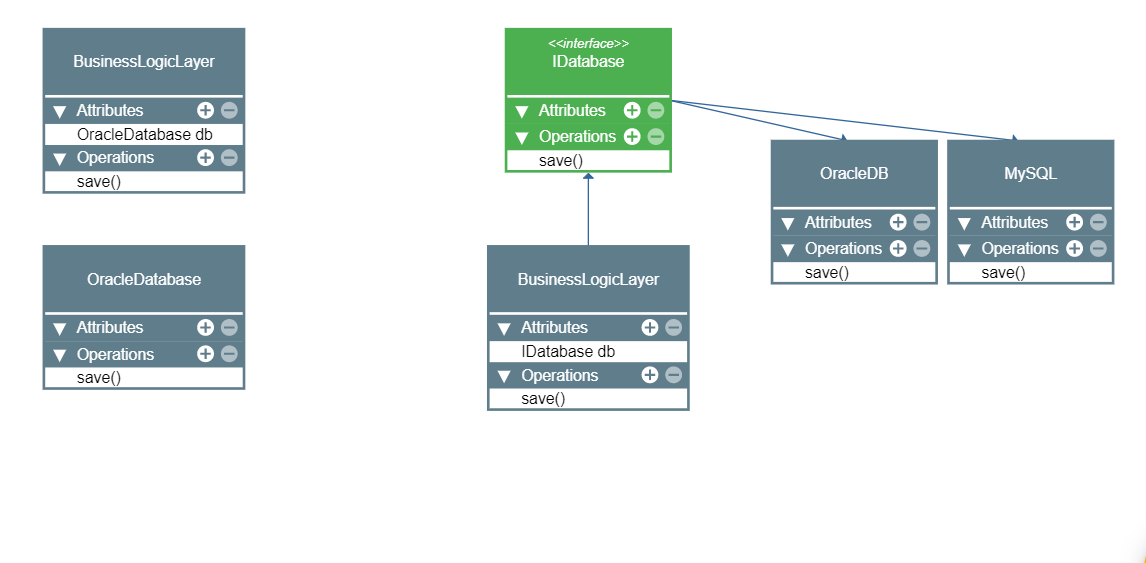 BusinessLogicLayer
Attributes
OracleDatabase db
Operations
save()
OracleDatabase
Attributes
Operations
save()
<<interface>>
IDatabase
Attributes
Operations
save()
BusinessLogicLayer
Attributes
IDatabase db
Operations
save()
OracleDB
Attributes
Operations
save()
MySQL
Attributes
Operations
save()